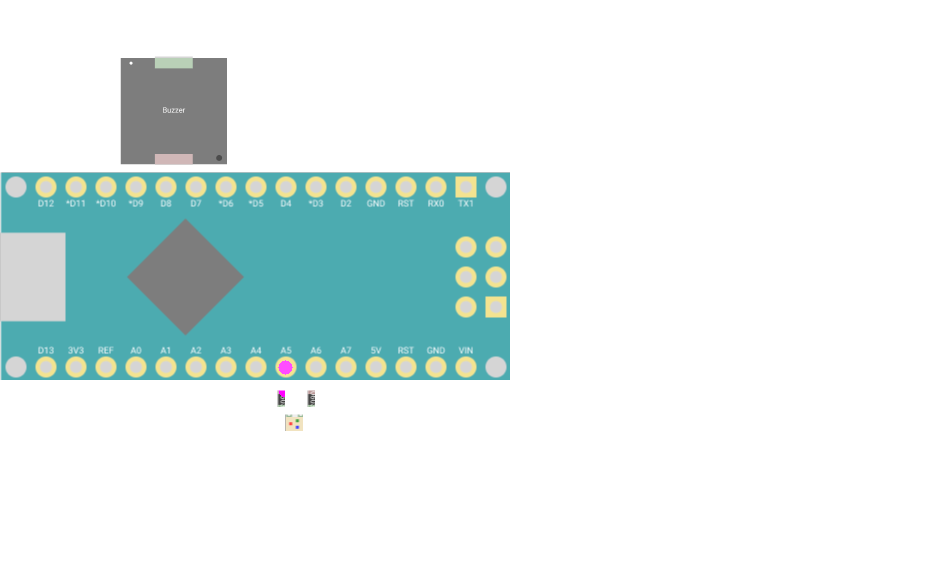 Buzzer
D12 *D11 *D10 *D9 D8 D7 *D6 *D5 D4 *D3 D2 GND RST RX0 TX1
D13 3V3 REF A0 A1 A2 A3 A4 A5 A6 A7 5V RST GND VIN